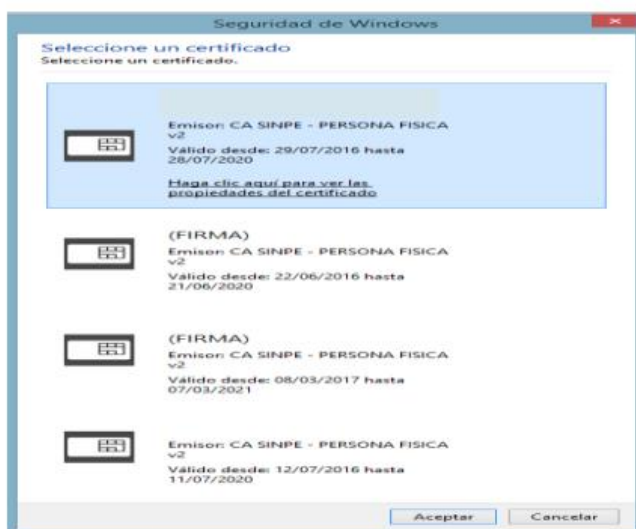 Seguridad de Windows
Seleccione un certificado
Seleccione un certificado.
Emisor: CA SINPE - PERSONA FISICA
v2
Válido desde: 29/07/2016 hasta
28/07/2020
Haga clic aquí para ver las
propiedades del certificado
(FIRMA)
Emisor: CA SINPE - PERSONA FISICA
v2
Válido desde: 22/06/2016 hasta
21/06/2020
(FIRMA)
Emisor: CA SINPE - PERSONA FISICA
v2
Válido desde: 08/03/2017 hasta
07/03/2021
Emisor: CA SINPE - PERSONA FISICA
v2
Válido desde: 12/07/2016 hasta
11/07/2020
Aceptar
Cancelar